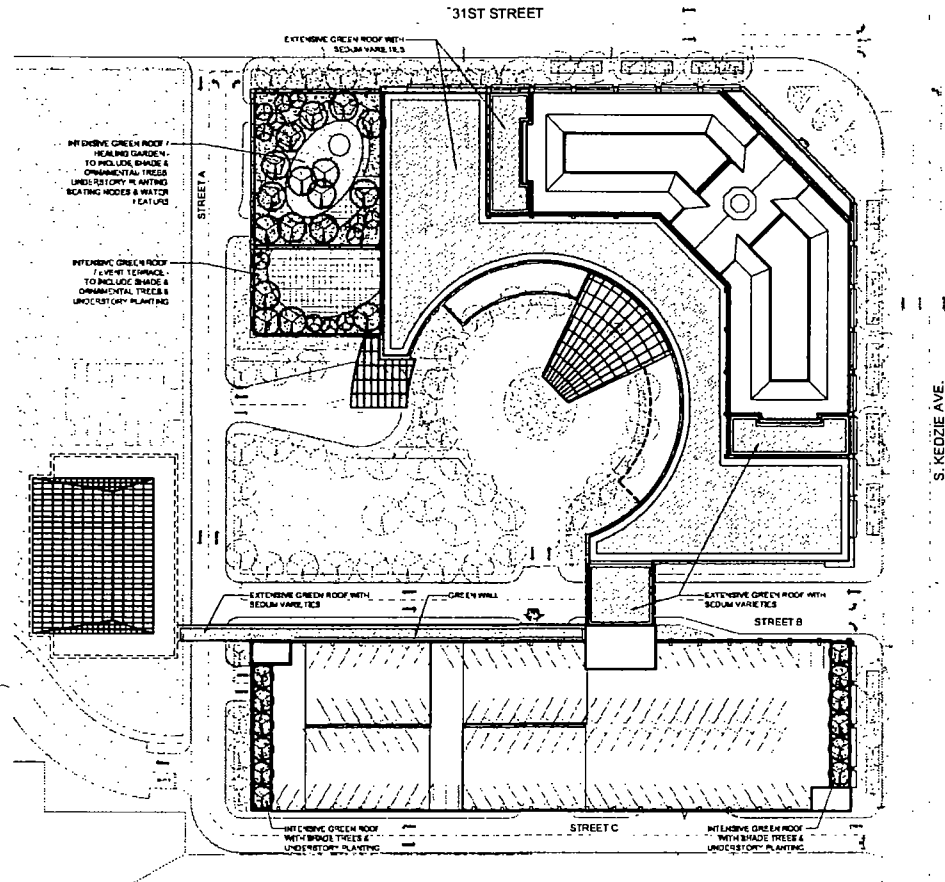 31ST STREET
EXTENSIVE GREEN ROOF WITH
SEDUM VARIETIES
INTENSIVE GREEN ROOF /
HEALING GARDEN -
TO INCLUDE SHADE &
ORNAMENTAL TREES
UNDERSTORY PLANTING
SEATING NODES & WATER
FEATURE
STREET A
INTENSIVE GREEN ROOF
/ EVENT TERRACE -
TO INCLUDE SHADE &
ORNAMENTAL TREES &
UNDERSTORY PLANTING
S. KEDZIE AVE.
EXTENSIVE GREEN ROOF WITH
SEDUM VARIETIES
GREEN WALL
EXTENSIVE GREEN ROOF WITH
SEDUM VARIETIES
STREET B
INTENSIVE GREEN ROOF
WITH SHADE TREES &
UNDERSTORY PLANTING
STREET C
INTENSIVE GREEN ROOF
WITH SHADE TREES &
UNDERSTORY PLANTING